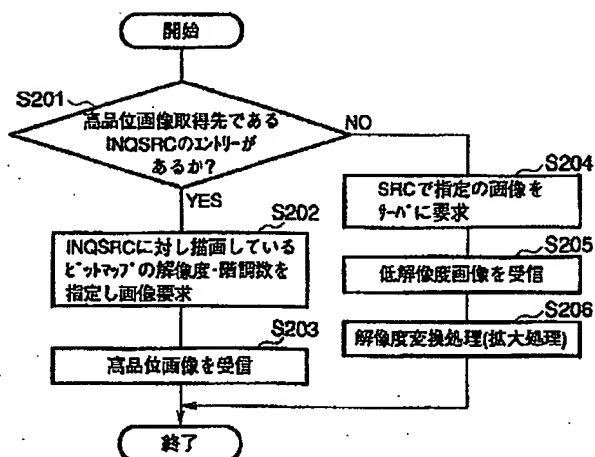 開始
S201
高品位画像取得先である
INQSRCのエントリーが
あるか?
NO
YES
S202
INQSRCに対し描画している
ビットマップの解像度・階調数を
指定し画像要求
S203
高品位画像を受信
S204
SRCで指定の画像を
サーバに要求
S205
低解像度画像を受信
S206
解像度変換処理(拡大処理)
終了